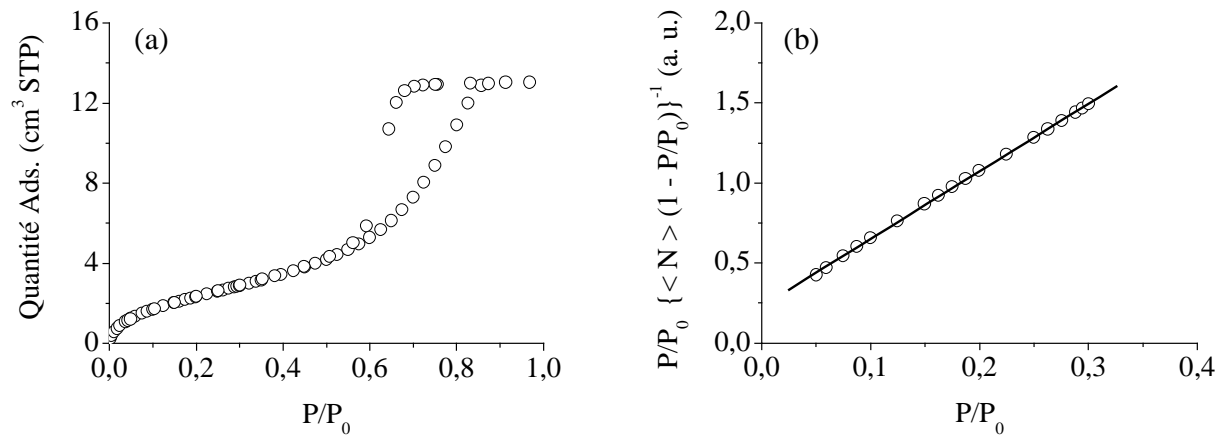 (a)
Quantité Ads. (cm³ STP)
16
12
8
4
0
0,0 0,2 0,4 0,6 0,8 1,0
P/P₀
(b)
P/P₀ {< N > (1 - P/P₀)}⁻¹ (a. u.)
2,0
1,5
1,0
0,5
0,0
0,0 0,1 0,2 0,3 0,4
P/P₀